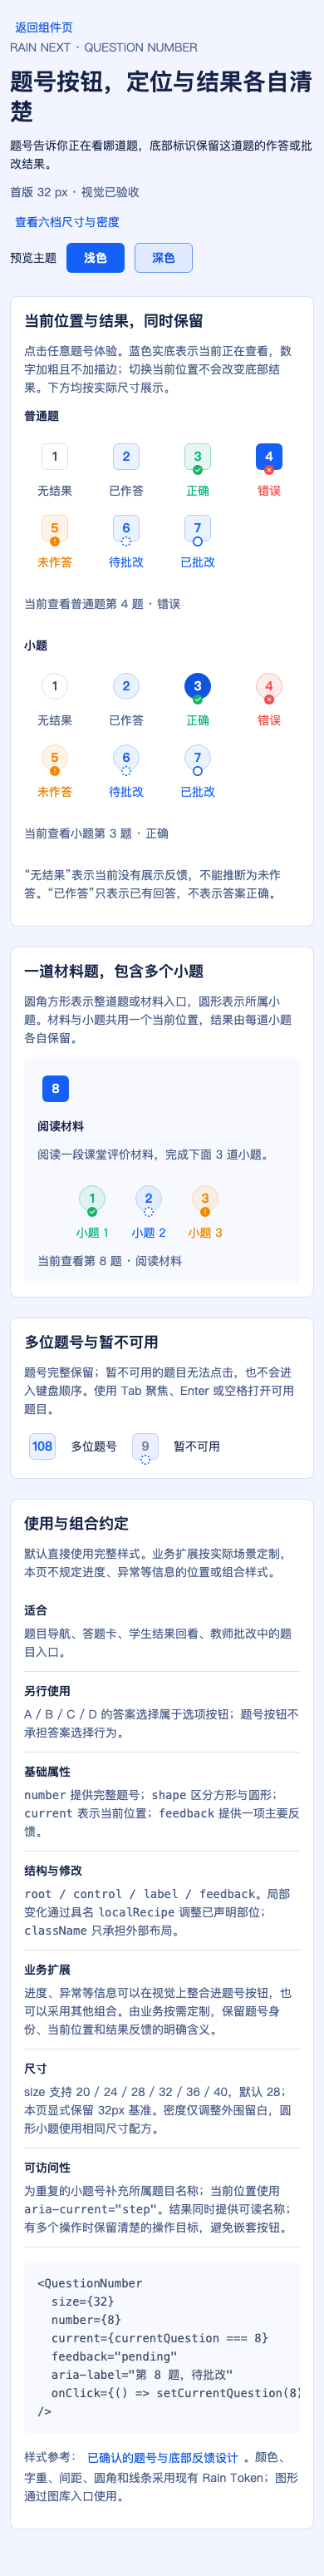 返回组件页
RAIN NEXT · QUESTION NUMBER
题号按钮，定位与结果各自清
楚
题号告诉你正在看哪道题，底部标识保留这道题的作答或批
改结果。
首版 32 px · 视觉已验收
查看六档尺寸与密度
预览主题 浅色 深色
当前位置与结果，同时保留
点击任意题号体验。蓝色实底表示当前正在查看，数
字加粗且不加描边；切换当前位置不会改变底部结
果。下方均按实际尺寸展示。
普通题
1 2 3 4
无结果 已作答 正确 错误
5 6 7
未作答 待批改 已批改
当前查看普通题第 4 题 · 错误
小题
1 2 3 4
无结果 已作答 正确 错误
5 6 7
未作答 待批改 已批改
当前查看小题第 3 题 · 正确
“无结果”表示当前没有展示反馈，不能推断为未作
答。“已作答”只表示已有回答，不表示答案正确。
一道材料题，包含多个小题
圆角方形表示整道题或材料入口，圆形表示所属小
题。材料与小题共用一个当前位置，结果由每道小题
各自保留。
8
阅读材料
阅读一段课堂评价材料，完成下面 3 道小题。
1 2 3
小题 1 小题 2 小题 3
当前查看第 8 题 · 阅读材料
多位题号与暂不可用
题号完整保留；暂不可用的题目无法点击，也不会进
入键盘顺序。使用 Tab 聚焦、Enter 或空格打开可用
题目。
108 多位题号 9 暂不可用
使用与组合约定
默认直接使用完整样式。业务扩展按实际场景定制，
本页不规定进度、异常等信息的位置或组合样式。
适合
题目导航、答题卡、学生结果回看、教师批改中的题
目入口。
另行使用
A / B / C / D 的答案选择属于选项按钮；题号按钮不
承担答案选择行为。
基础属性
number 提供完整题号；shape 区分方形与圆形；
current 表示当前位置；feedback 提供一项主要反
馈。
结构与修改
root / control / label / feedback。局部
变化通过具名 localRecipe 调整已声明部位；
className 只承担外部布局。
业务扩展
进度、异常等信息可以在视觉上整合进题号按钮，也
可以采用其他组合。由业务按需定制，保留题号身
份、当前位置和结果反馈的明确含义。
尺寸
size 支持 20 / 24 / 28 / 32 / 36 / 40，默认 28；
本页显式保留 32px 基准。密度仅调整外围留白，圆
形小题使用相同尺寸配方。
可访问性
为重复的小题号补充所属题目名称；当前位置使用
aria-current="step"。结果同时提供可读名称；
有多个操作时保留清楚的操作目标，避免嵌套按钮。
<QuestionNumber
size={32}
number={8}
current={currentQuestion === 8}
feedback="pending"
aria-label="第 8 题，待批改"
onClick={() => setCurrentQuestion(8)
/>
样式参考： 已确认的题号与底部反馈设计 。颜色、
字重、间距、圆角和线条采用现有 Rain Token；图形
通过图库入口使用。